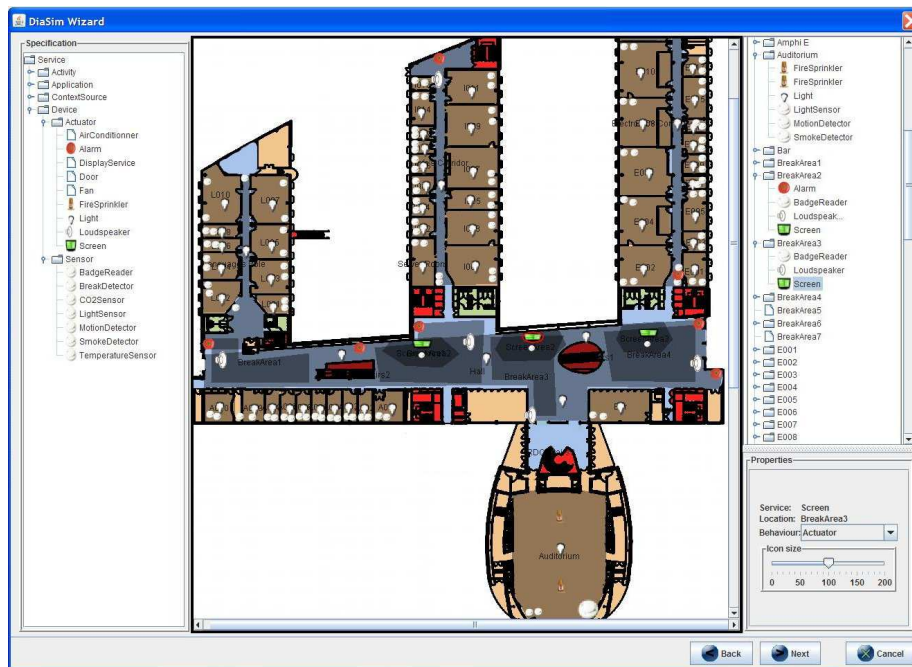 DiaSim Wizard
Specification
Service
Activity
Application
ContextSource
Device
Actuator
AirConditionner
Alarm
DisplayService
Door
Fan
FireSprinkler
Light
Loudspeaker
Screen
Sensor
BadgeReader
BreakDetector
CO2Sensor
LightSensor
MotionDetector
SmokeDetector
TemperatureSensor
L010
E004
E002
BreakArea1
Hall
BreakArea3
BreakArea4
Auditorium
Amphi E
Auditorium
FireSprinkler
FireSprinkler
Light
LightSensor
MotionDetector
SmokeDetector
Bar
BreakArea1
BreakArea2
Alarm
BadgeReader
Loudspeak...
Screen
BreakArea3
BadgeReader
Loudspeaker
Screen
BreakArea4
BreakArea5
BreakArea6
BreakArea7
E001
E002
E003
E004
E005
E006
E007
E008
Properties
Service: Screen
Location: BreakArea3
Behaviour: Actuator
Icon size
0 50 100 150 200
Back
Next
Cancel